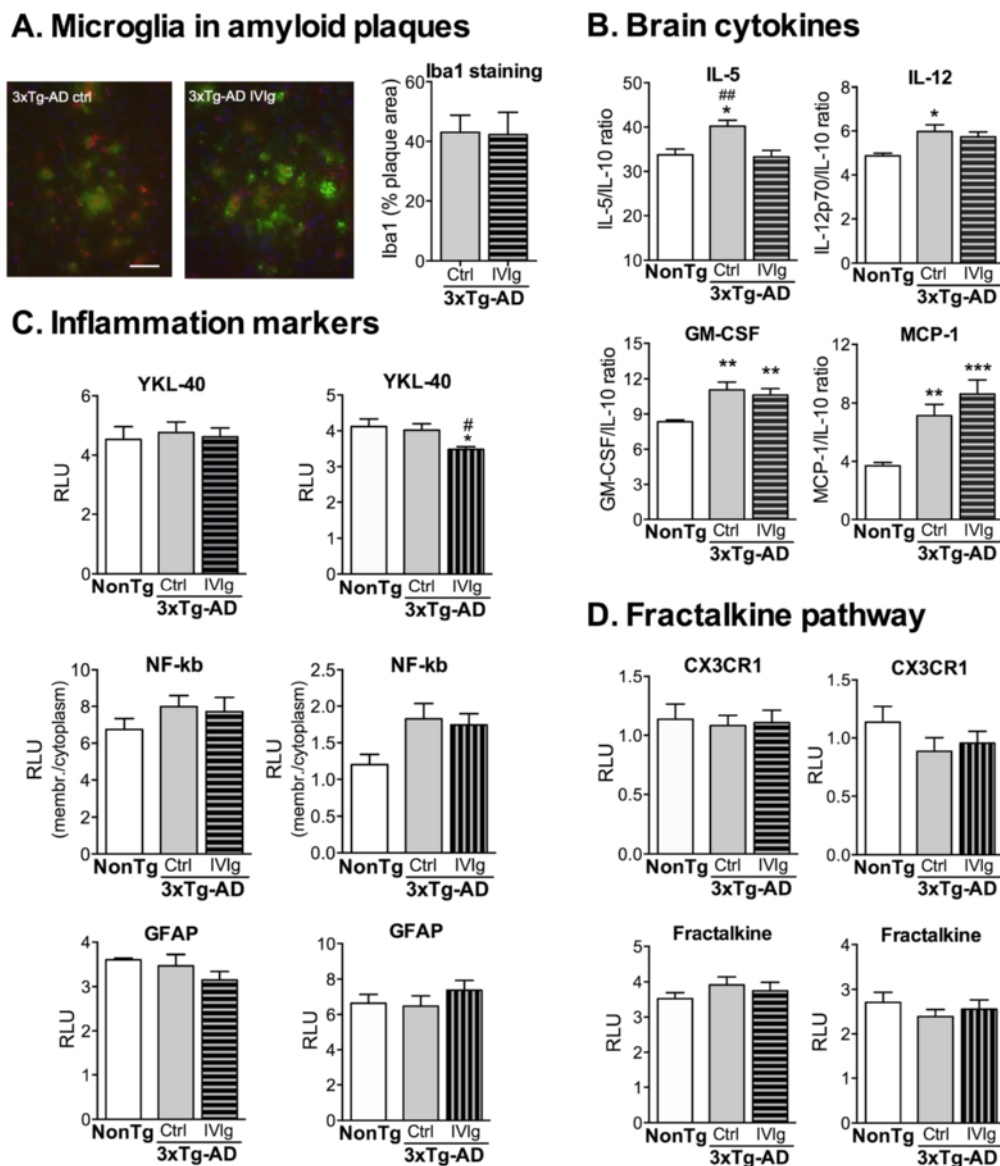 A. Microglia in amyloid plaques
3xTg-AD ctrl
3xTg-AD IVIg
Iba1 staining
Iba1 (% plaque area)
60
40
20
0
Ctrl IVIg
3xTg-AD
B. Brain cytokines
IL-5
IL-5/IL-10 ratio
50
40
30
20
10
##
*
NonTg Ctrl IVIg
3xTg-AD
IL-12
IL-12p70/IL-10 ratio
8
6
4
2
0
*
NonTg Ctrl IVIg
3xTg-AD
GM-CSF
GM-CSF/IL-10 ratio
15
12
9
6
3
0
** **
NonTg Ctrl IVIg
3xTg-AD
MCP-1
MCP-1/IL-10 ratio
12
8
4
0
** ***
NonTg Ctrl IVIg
3xTg-AD
C. Inflammation markers
YKL-40
RLU
6
4
2
0
NonTg Ctrl IVIg
3xTg-AD
YKL-40
RLU
5
4
3
2
1
0
#
*
NonTg Ctrl IVIg
3xTg-AD
NF-kb
RLU
(membr./cytoplasm)
10
8
6
4
2
0
NonTg Ctrl IVIg
3xTg-AD
NF-kb
RLU
(membr./cytoplasm)
2.5
2.0
1.5
1.0
0.5
0.0
NonTg Ctrl IVIg
3xTg-AD
GFAP
RLU
4
3
2
1
0
NonTg Ctrl IVIg
3xTg-AD
GFAP
RLU
10
8
6
4
2
0
NonTg Ctrl IVIg
3xTg-AD
D. Fractalkine pathway
CX3CR1
RLU
1.5
1.0
0.5
0.0
NonTg Ctrl IVIg
3xTg-AD
CX3CR1
RLU
1.5
1.0
0.5
0.0
NonTg Ctrl IVIg
3xTg-AD
Fractalkine
RLU
5
4
3
2
1
0
NonTg Ctrl IVIg
3xTg-AD
Fractalkine
RLU
4
3
2
1
0
NonTg Ctrl IVIg
3xTg-AD